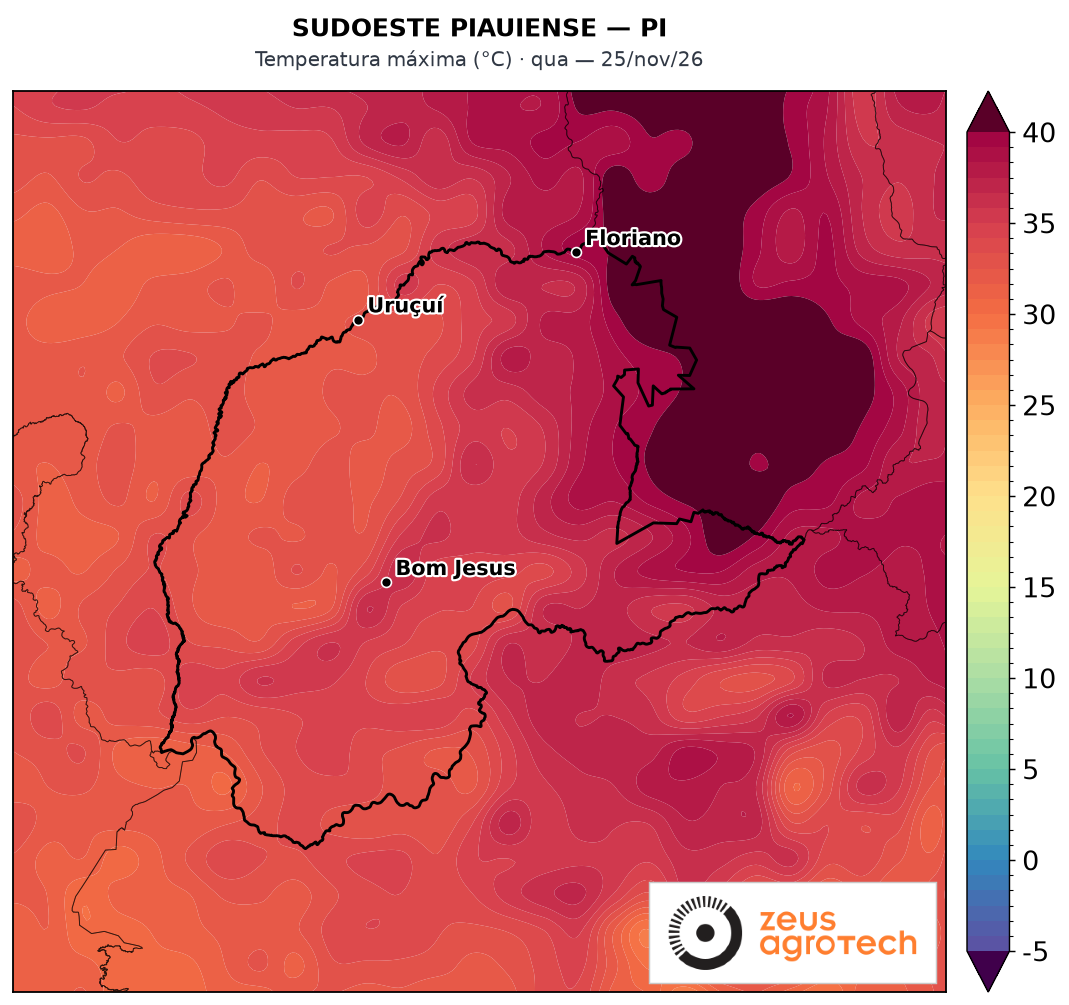 SUDOESTE PIAUIENSE — PI
Temperatura máxima (°C) · qua — 25/nov/26
Floriano
Uruçuí
Bom Jesus
40
35
30
25
20
15
10
5
0
-5
zeus
agrotech